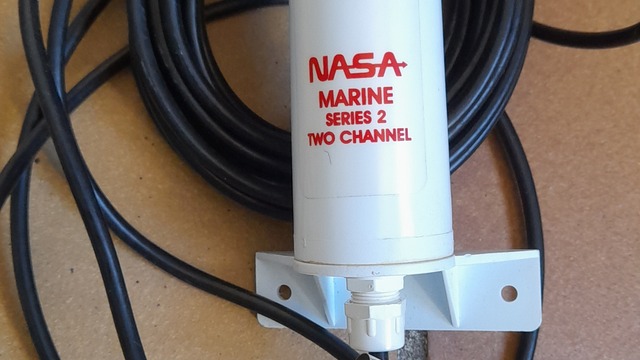 NASA
MARINE
SERIES 2
TWO CHANNEL